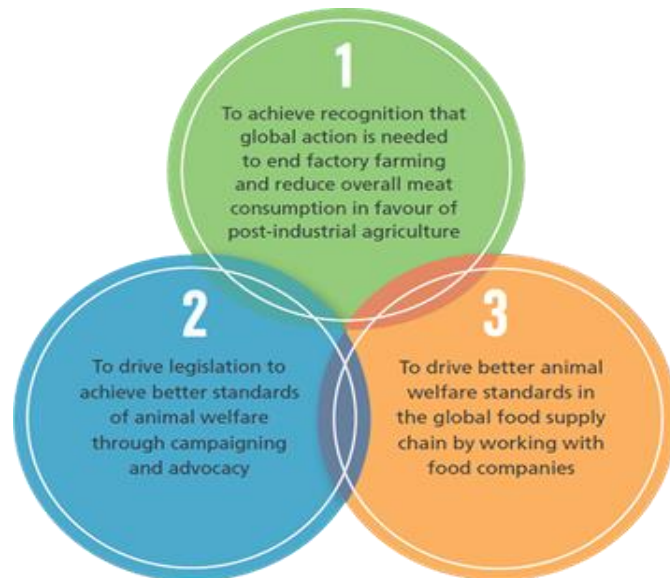 1
To achieve recognition that
global action is needed
to end factory farming
and reduce overall meat
consumption in favour of
post-industrial agriculture
2
To drive legislation to
achieve better standards
of animal welfare
through campaigning
and advocacy
3
To drive better animal
welfare standards in
the global food supply
chain by working with
food companies